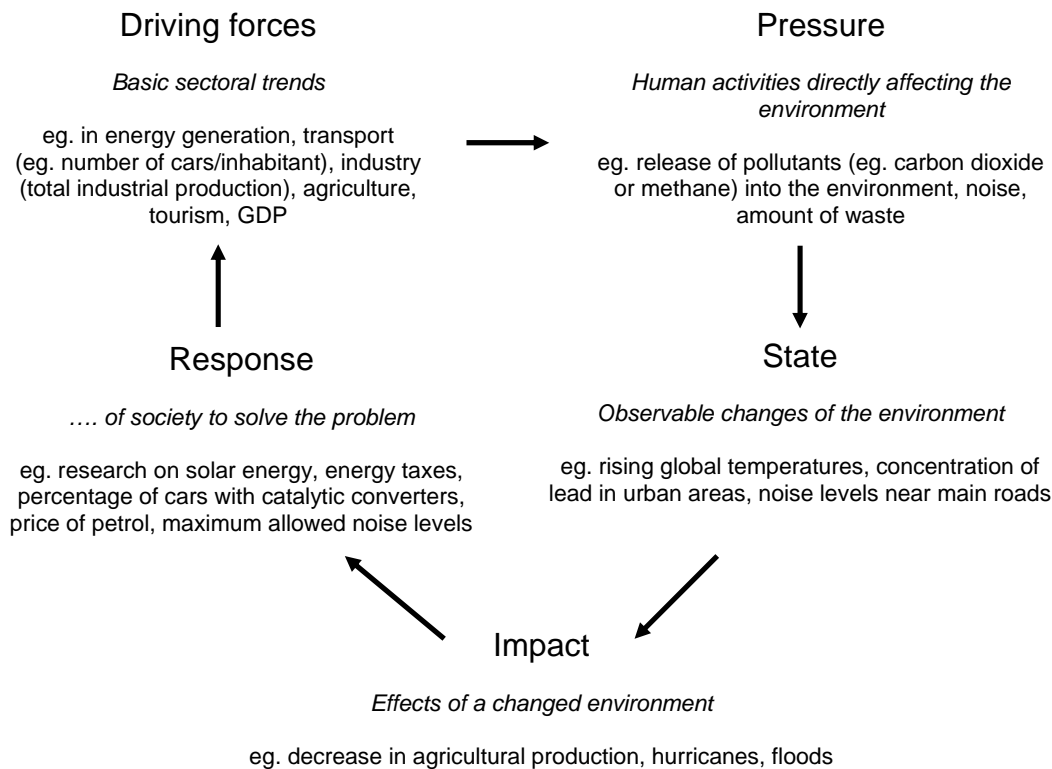 Driving forces
Basic sectoral trends
eg. in energy generation, transport
(eg. number of cars/inhabitant), industry
(total industrial production), agriculture,
tourism, GDP
Pressure
Human activities directly affecting the
environment
eg. release of pollutants (eg. carbon dioxide
or methane) into the environment, noise,
amount of waste
Response
…. of society to solve the problem
eg. research on solar energy, energy taxes,
percentage of cars with catalytic converters,
price of petrol, maximum allowed noise levels
State
Observable changes of the environment
eg. rising global temperatures, concentration of
lead in urban areas, noise levels near main roads
Impact
Effects of a changed environment
eg. decrease in agricultural production, hurricanes, floods